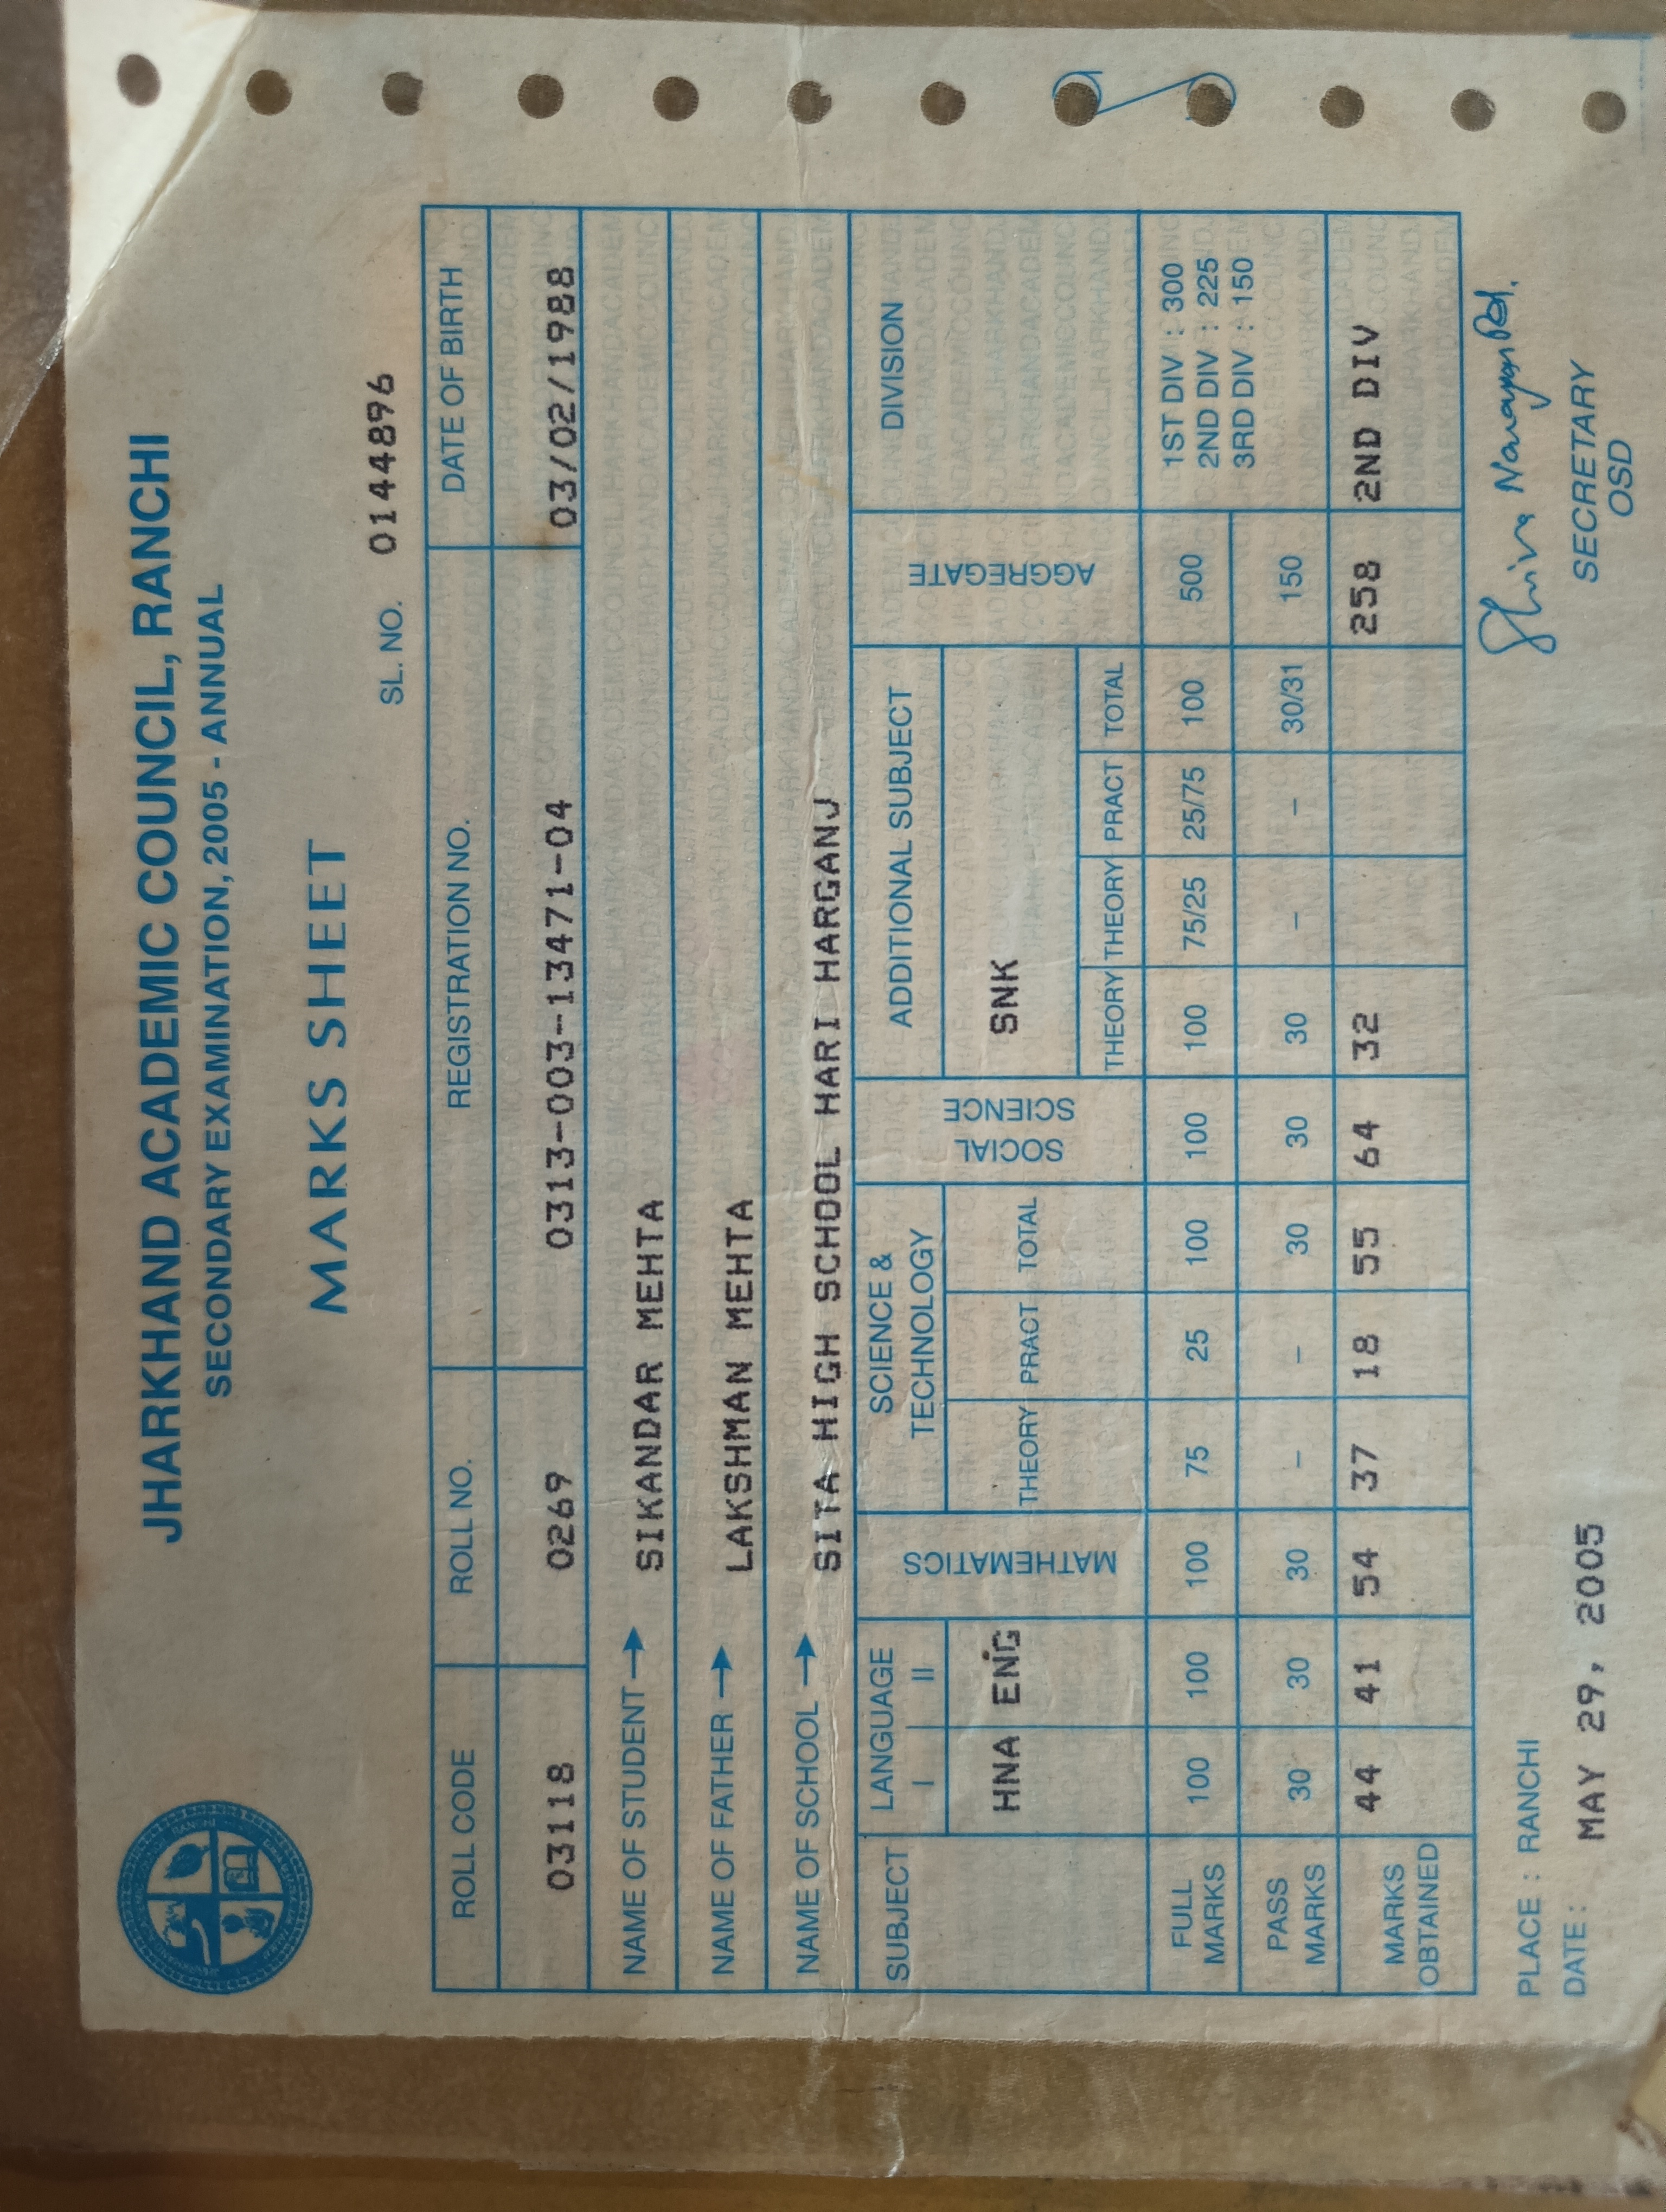 JHARKHAND ACADEMIC COUNCIL, RANCHI
SECONDARY EXAMINATION, 2005 - ANNUAL
MARKS SHEET
SL. NO. 0144896
ROLL CODE ROLL NO. REGISTRATION NO. DATE OF BIRTH
03118 0269 0313-003-13471-04 03/02/1988
NAME OF STUDENT → SIKANDAR MEHTA
NAME OF FATHER → LAKSHMAN MEHTA
NAME OF SCHOOL → SITA HIGH SCHOOL HARI HARGANJ
SUBJECT LANGUAGE MATHEMATICS SCIENCE & TECHNOLOGY SOCIAL SCIENCE ADDITIONAL SUBJECT AGGREGATE DIVISION
I II
HNA ENG SNK
THEORY PRACT TOTAL THEORY THEORY PRACT TOTAL
FULL MARKS 100 100 100 75 25 100 100 100 75/25 25/75 100 500 1ST DIV : 300
2ND DIV : 225
PASS MARKS 30 30 30 – – 30 30 30 – – 30/31 150 3RD DIV : 150
MARKS OBTAINED 44 41 54 37 18 55 64 32 258 2ND DIV
PLACE : RANCHI
DATE : MAY 29, 2005
SECRETARY
OSD